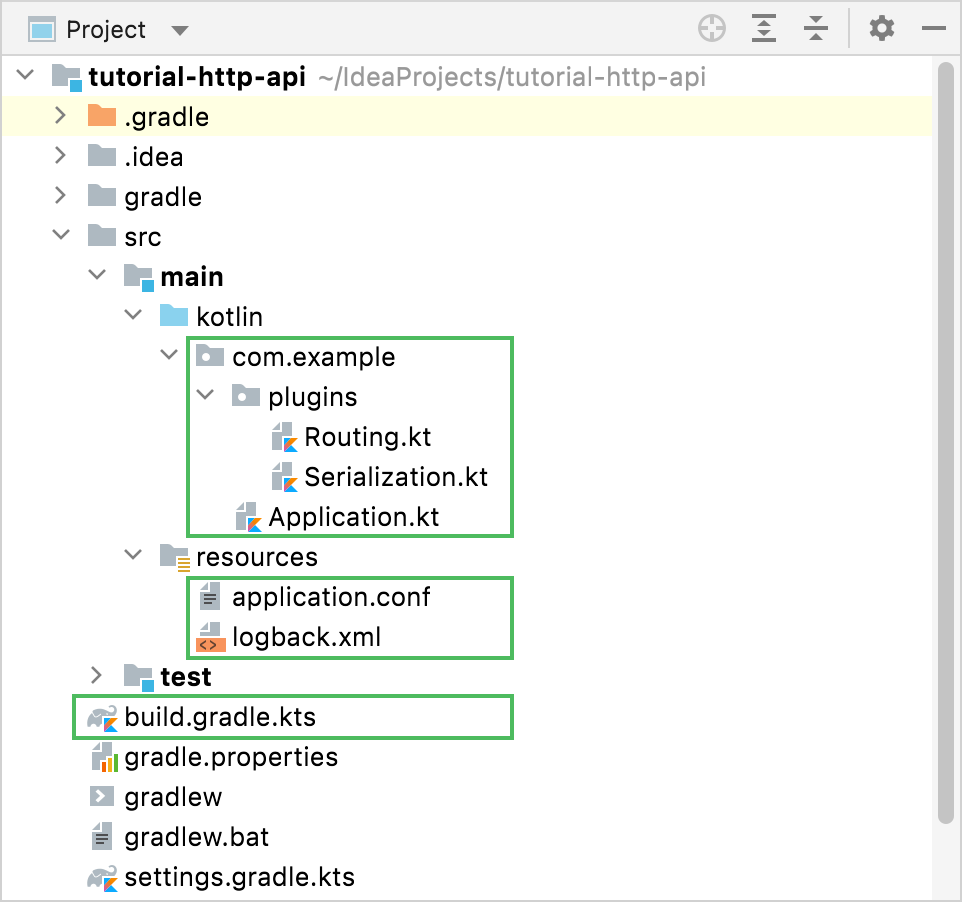 Project
tutorial-http-api ~/IdeaProjects/tutorial-http-api
.gradle
.idea
gradle
src
main
kotlin
com.example
plugins
Routing.kt
Serialization.kt
Application.kt
resources
application.conf
logback.xml
test
build.gradle.kts
gradle.properties
gradlew
gradlew.bat
settings.gradle.kts